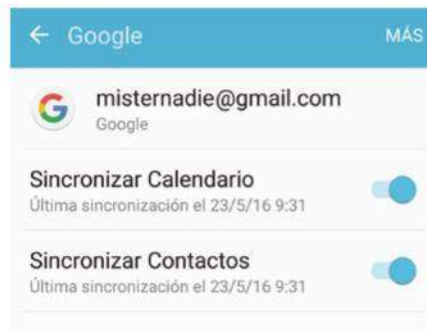 Google
MÁS
misternadie@gmail.com
Google
Sincronizar Calendario
Última sincronización el 23/5/16 9:31
Sincronizar Contactos
Última sincronización el 23/5/16 9:31